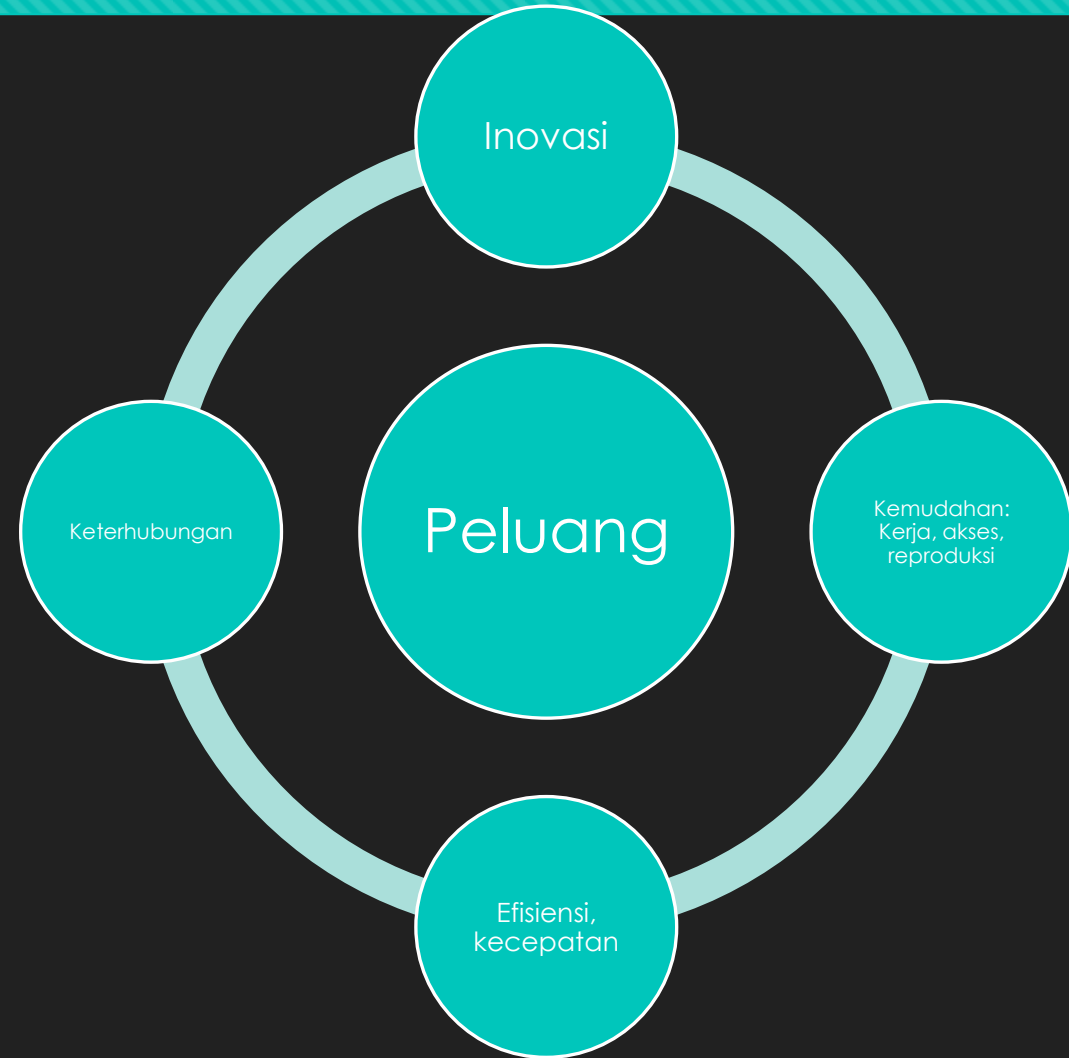 Inovasi
Keterhubungan
Peluang
Kemudahan:
Kerja, akses,
reproduksi
Efisiensi,
kecepatan